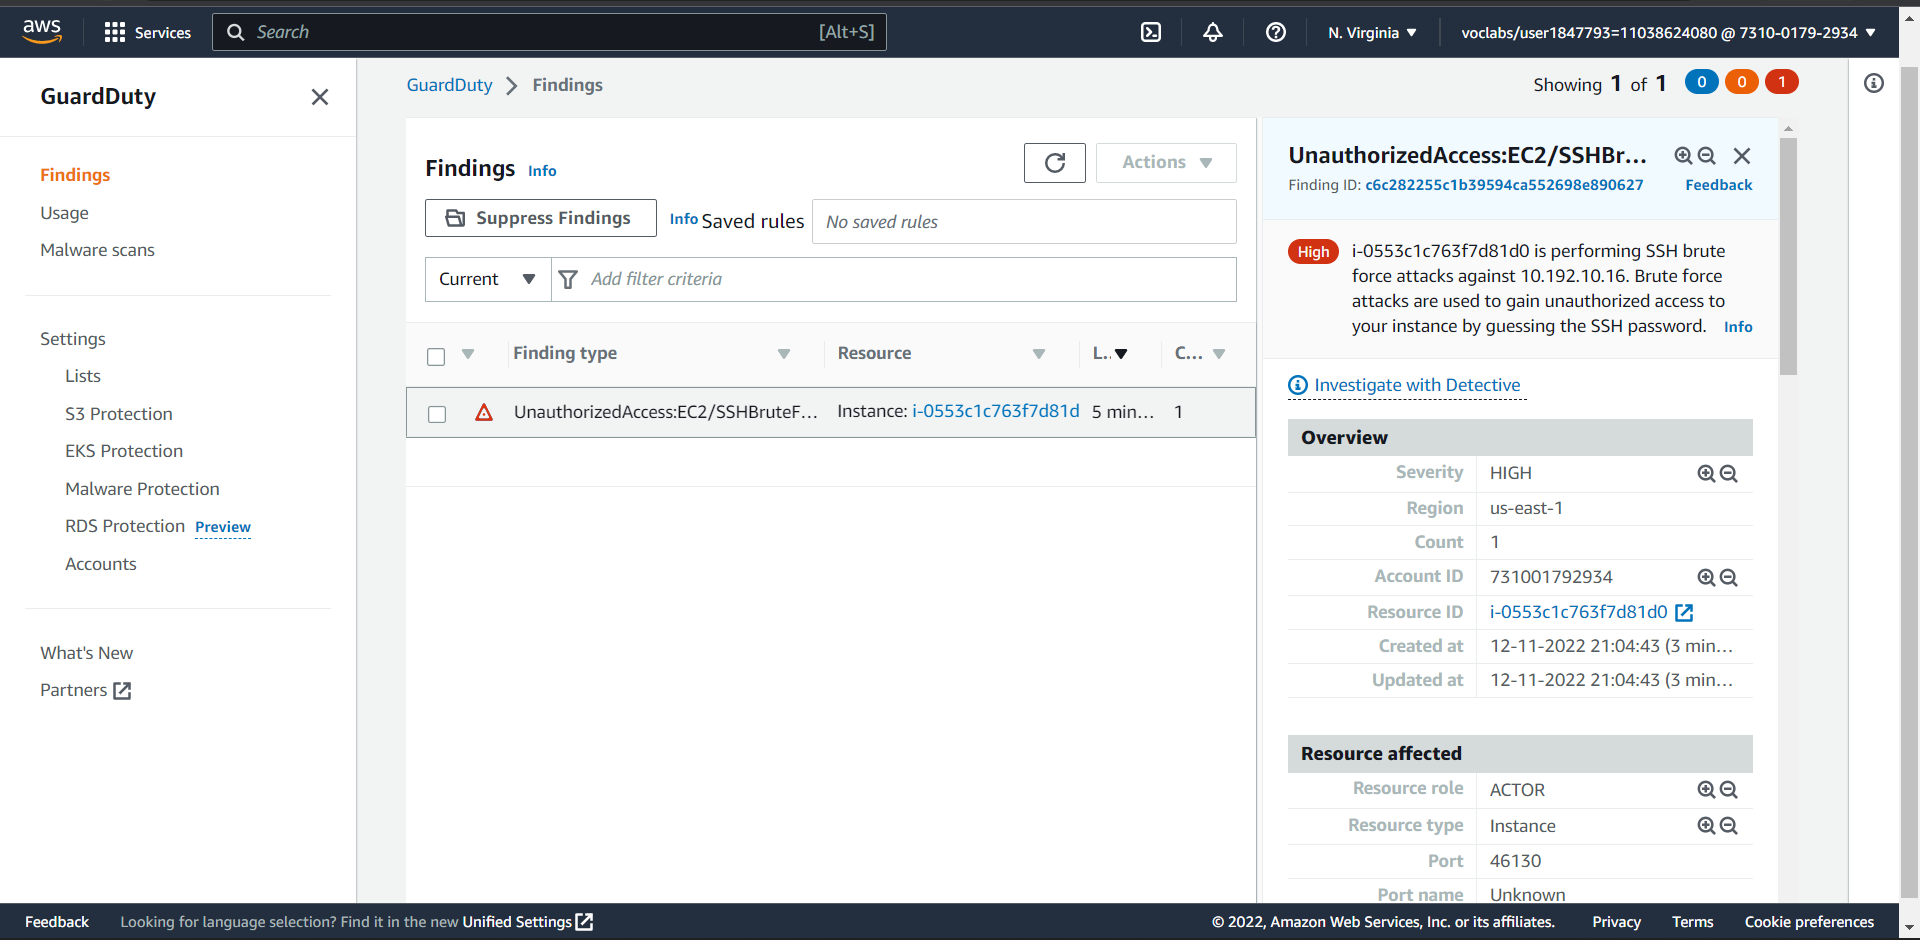 aws
Services
Search
[Alt+S]
N. Virginia
voclabs/user1847793=11038624080 @ 7310-0179-2934
GuardDuty
Findings
Usage
Malware scans
Settings
Lists
S3 Protection
EKS Protection
Malware Protection
RDS Protection Preview
Accounts
What's New
Partners
GuardDuty > Findings
Showing 1 of 1
0 0 1
Findings Info
Actions
Suppress Findings
Info Saved rules
No saved rules
Current
Add filter criteria
Finding type Resource L.. C...
UnauthorizedAccess:EC2/SSHBruteF... Instance: i-0553c1c763f7d81d 5 min... 1
UnauthorizedAccess:EC2/SSHBr...
Finding ID: c6c282255c1b39594ca552698e890627
Feedback
High
i-0553c1c763f7d81d0 is performing SSH brute
force attacks against 10.192.10.16. Brute force
attacks are used to gain unauthorized access to
your instance by guessing the SSH password. Info
Investigate with Detective
Overview
Severity HIGH
Region us-east-1
Count 1
Account ID 731001792934
Resource ID i-0553c1c763f7d81d0
Created at 12-11-2022 21:04:43 (3 min...
Updated at 12-11-2022 21:04:43 (3 min...
Resource affected
Resource role ACTOR
Resource type Instance
Port 46130
Port name Unknown
Feedback
Looking for language selection? Find it in the new Unified Settings
© 2022, Amazon Web Services, Inc. or its affiliates.
Privacy
Terms
Cookie preferences